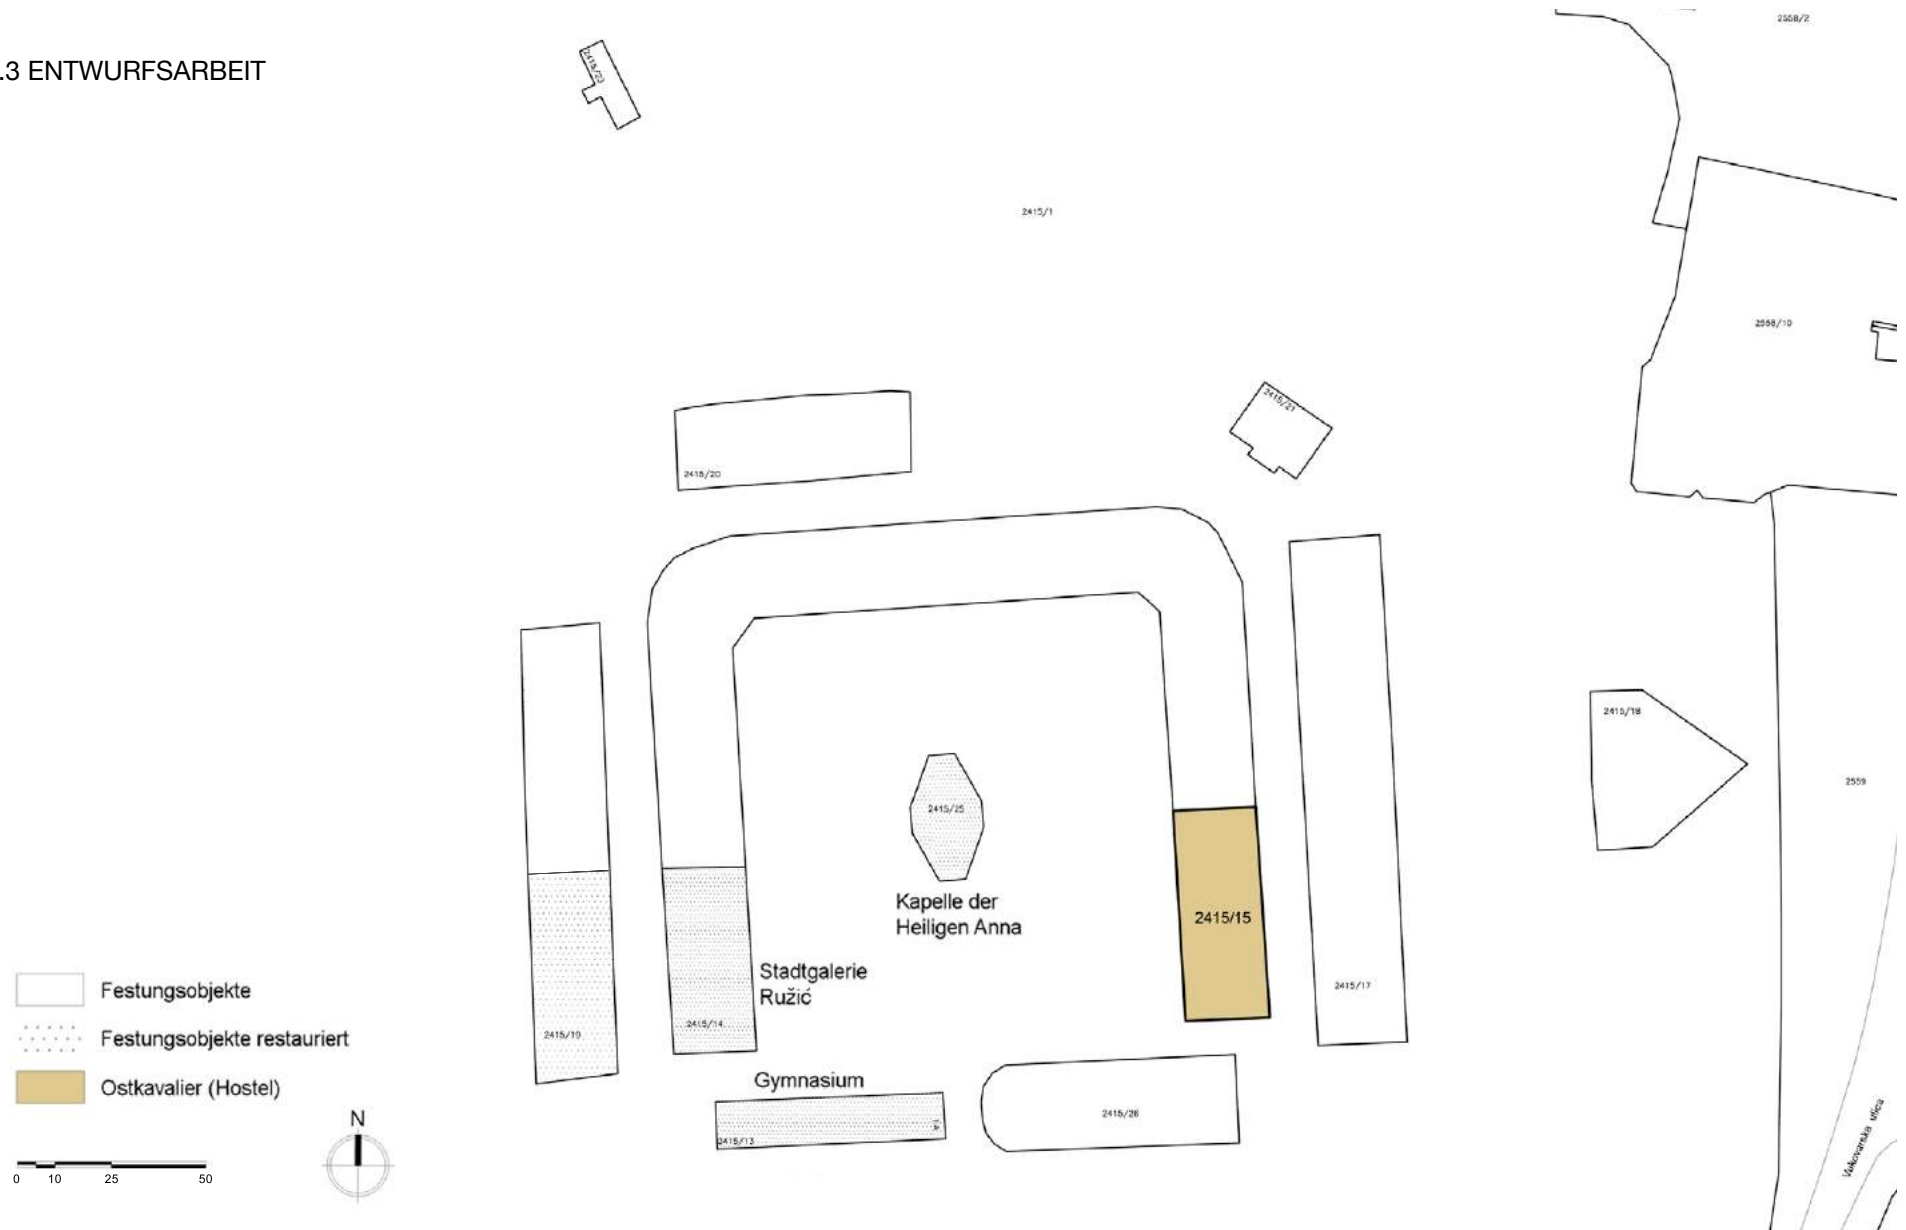 .3 ENTWURFSARBEIT
2558/2
2415/23
2415/1
2558/10
2415/21
2415/20
2415/18
2559
2415/25
Kapelle der
Heiligen Anna
2415/15
Stadtgalerie
Ružić
2415/17
2415/19
2415/14
Gymnasium
2415/13
2415/28
Vukovarska ulica
Festungsobjekte
Festungsobjekte restauriert
Ostkavalier (Hostel)
N
0 10 25 50